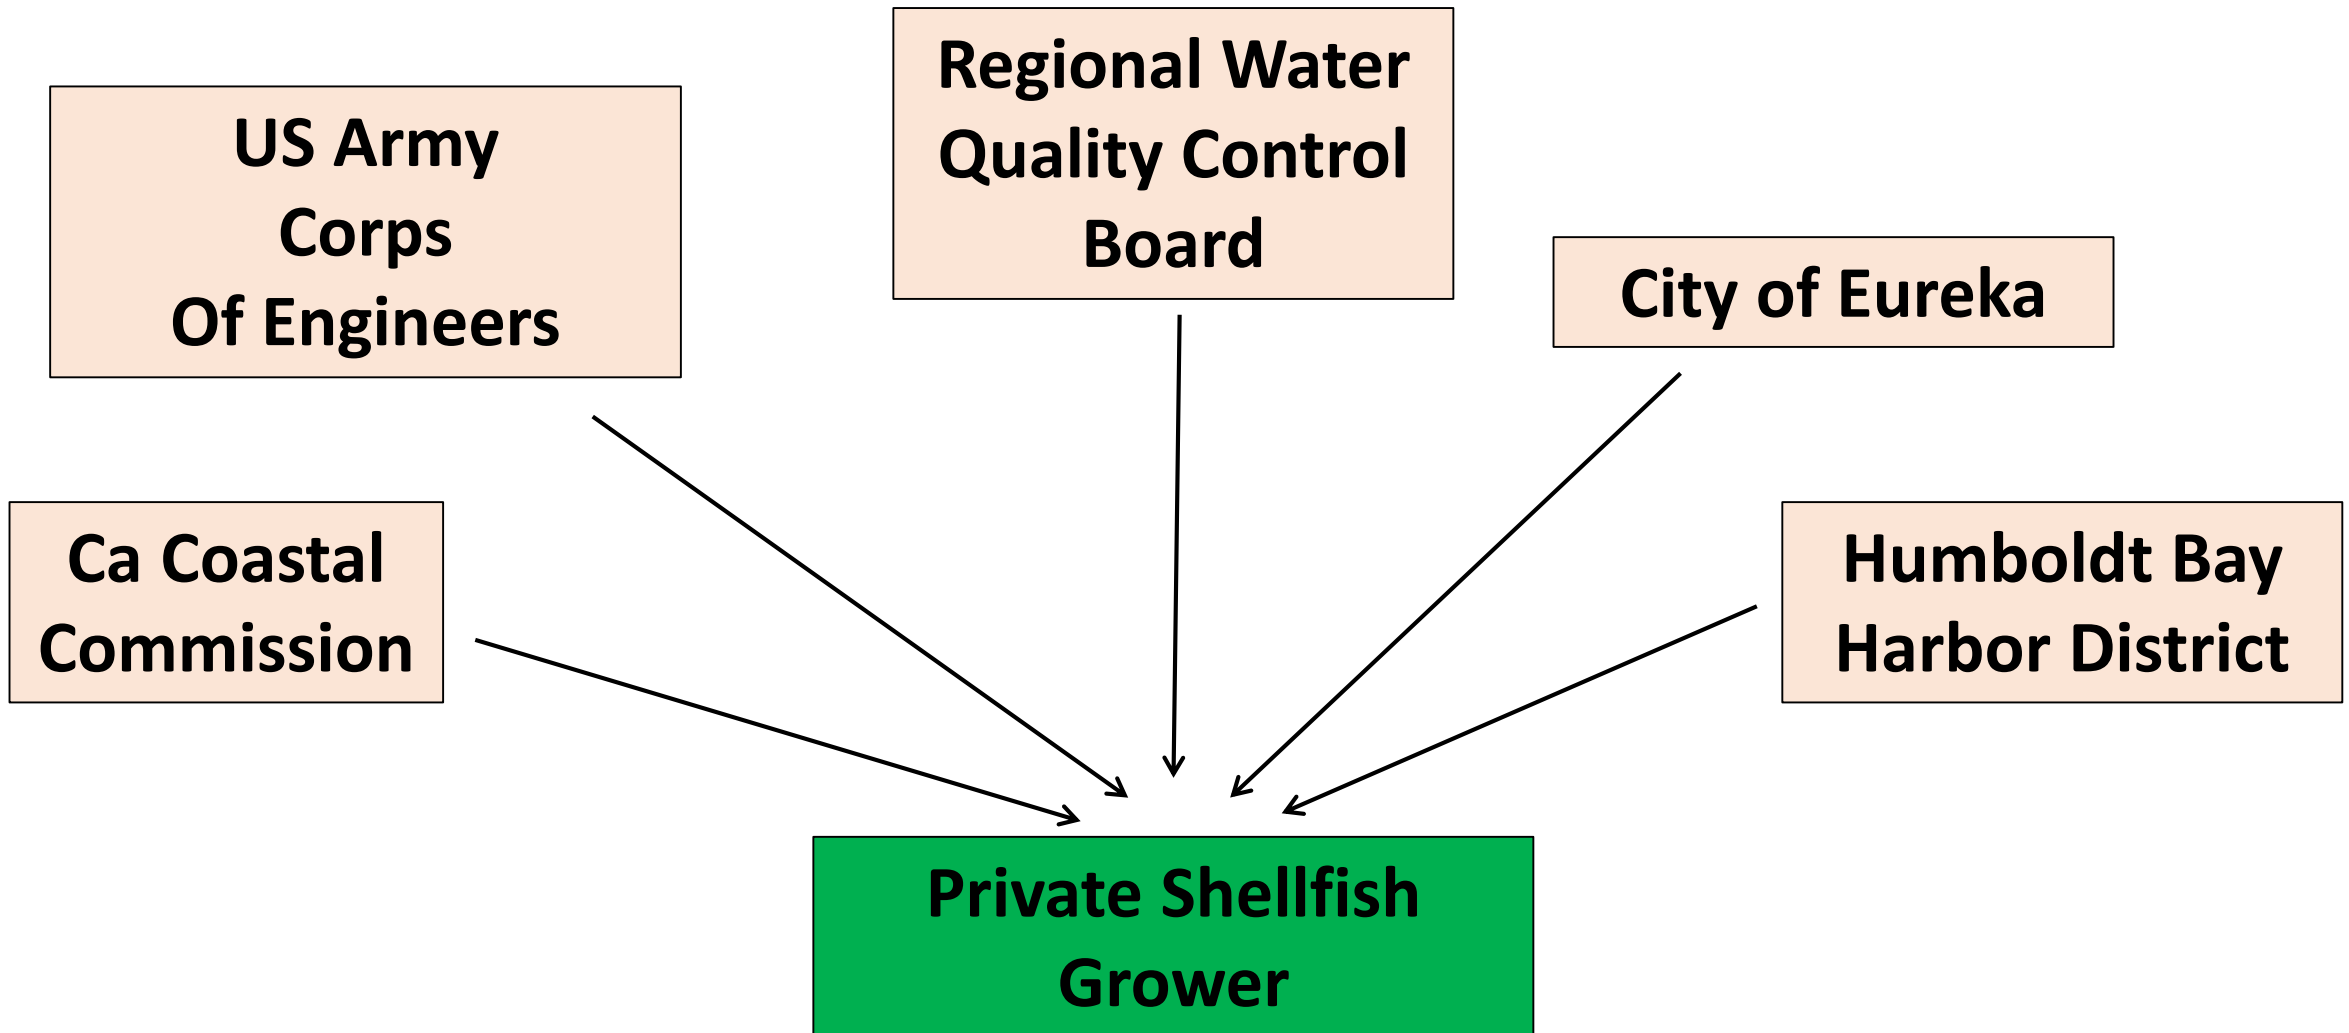 Regional Water
Quality Control
Board
US Army
Corps
Of Engineers
City of Eureka
Ca Coastal
Commission
Humboldt Bay
Harbor District
Private Shellfish
Grower